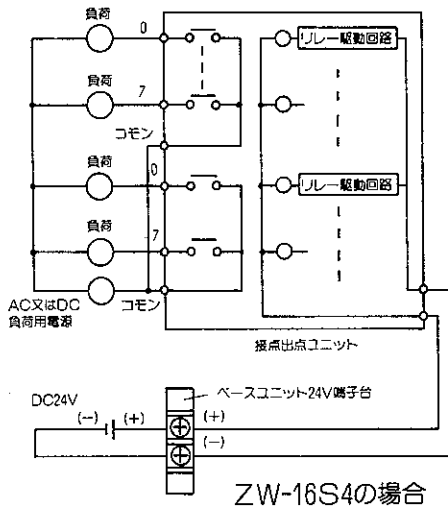 負荷
0
リレー駆動回路
負荷
7
コモン
負荷
0
リレー駆動回路
負荷
7
AC又はDC
負荷用電源
コモン
接点出点ユニット
DC24V
ベースユニット24V端子台
(−)
(+)
(+)
(−)
ZW-16S4の場合